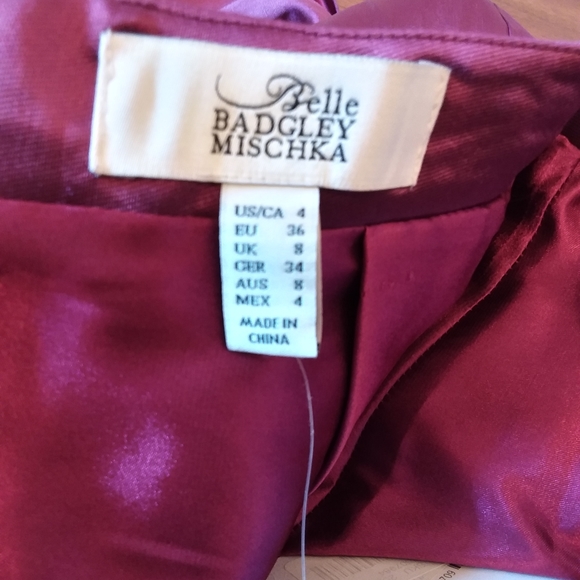 Belle
BADGLEY
MISCHKA
US/CA 4
EU 36
UK 8
GER 34
AUS 8
MEX 4
MADE IN
CHINA
709